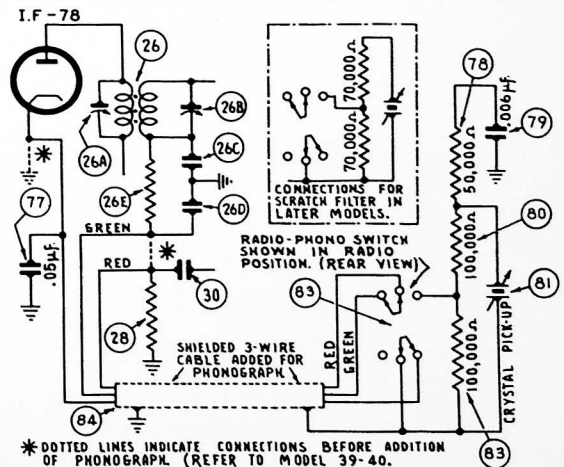 I.F-78
26
26A
26B
26C
26D
26E
77
.05µf.
GREEN
RED
30
28
84
SHIELDED 3-WIRE
CABLE ADDED FOR
PHONOGRAPH
70,000Ω
70,000Ω
CONNECTIONS FOR
SCRATCH FILTER IN
LATER MODELS.
RADIO-PHONO SWITCH
SHOWN IN RADIO
POSITION. (REAR VIEW)
83
RED
GREEN
78
.006µf.
79
50,000Ω
80
100,000Ω
81
CRYSTAL PICK-UP
100,000Ω
83
*DOTTED LINES INDICATE CONNECTIONS BEFORE ADDITION
OF PHONOGRAPH. (REFER TO MODEL 39-40.